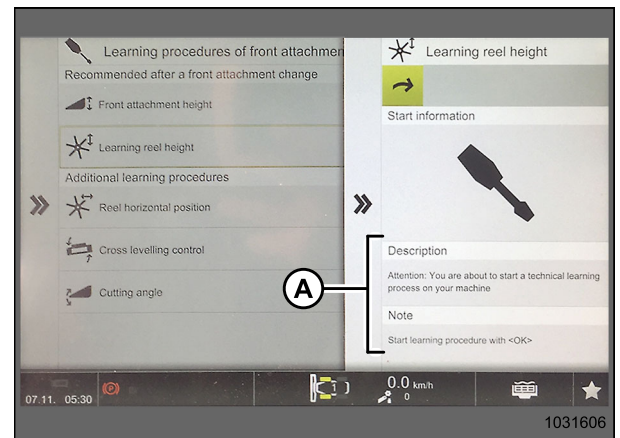 Learning procedures of front attachmen
Recommended after a front attachment change
Front attachment height
Learning reel height
Additional learning procedures
Reel horizontal position
Cross levelling control
Cutting angle
Learning reel height
Start information
Description
Attention: You are about to start a technical learning
process on your machine
Note
Start learning procedure with <OK>
A
07.11. 05:30
1
0.0 km/h
0
1031606